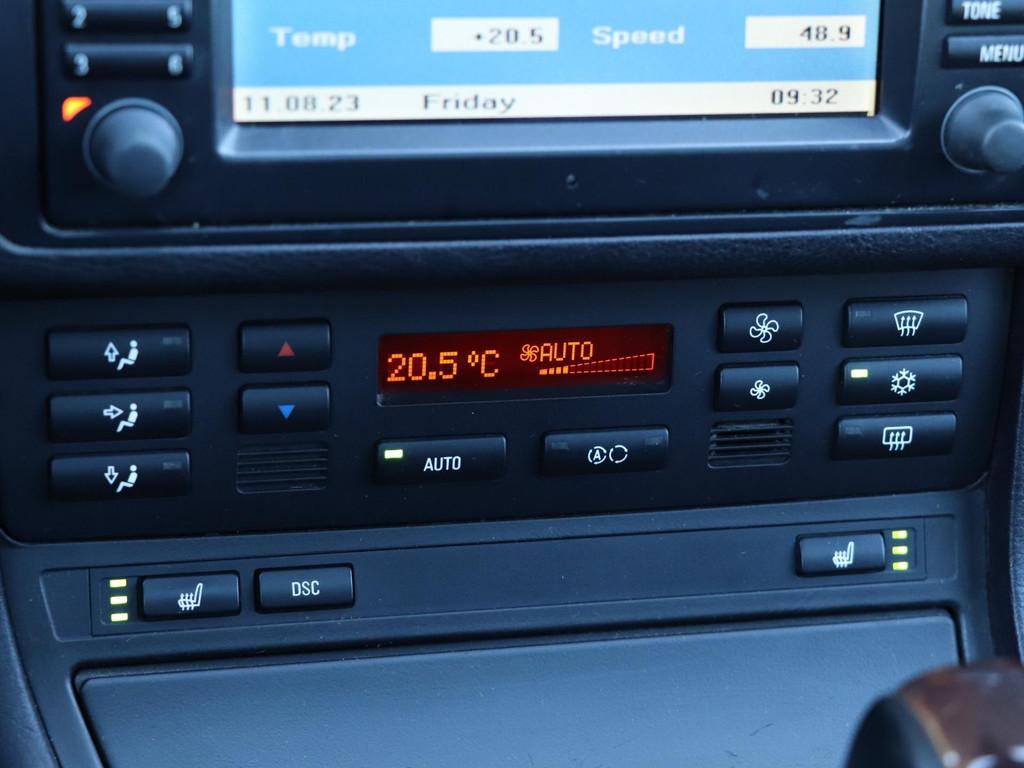 2 5
TONE
Temp +20.5 Speed 48.9
3 6
MENU
11.08.23 Friday 09:32
20.5°C AUTO
AUTO
A
DSC